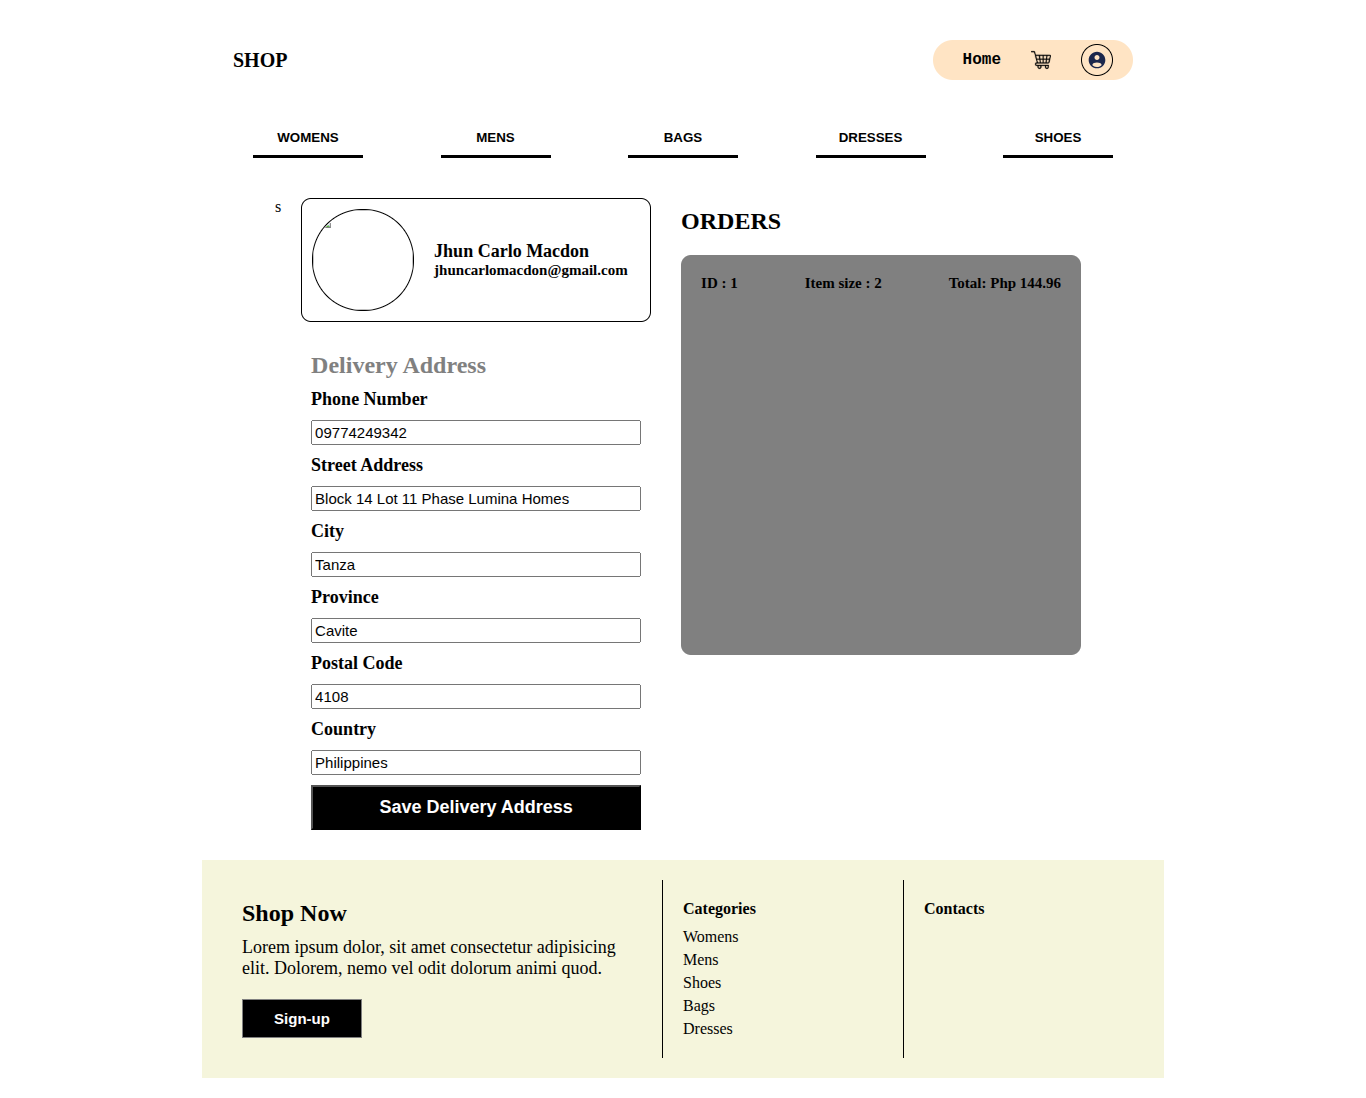 SHOP
Home
WOMENS
MENS
BAGS
DRESSES
SHOES
s
Jhun Carlo Macdon
jhuncarlomacdon@gmail.com
Delivery Address
Phone Number
09774249342
Street Address
Block 14 Lot 11 Phase Lumina Homes
City
Tanza
Province
Cavite
Postal Code
4108
Country
Philippines
Save Delivery Address
ORDERS
ID : 1
Item size : 2
Total: Php 144.96
Shop Now
Lorem ipsum dolor, sit amet consectetur adipisicing
elit. Dolorem, nemo vel odit dolorum animi quod.
Sign-up
Categories
Womens
Mens
Shoes
Bags
Dresses
Contacts